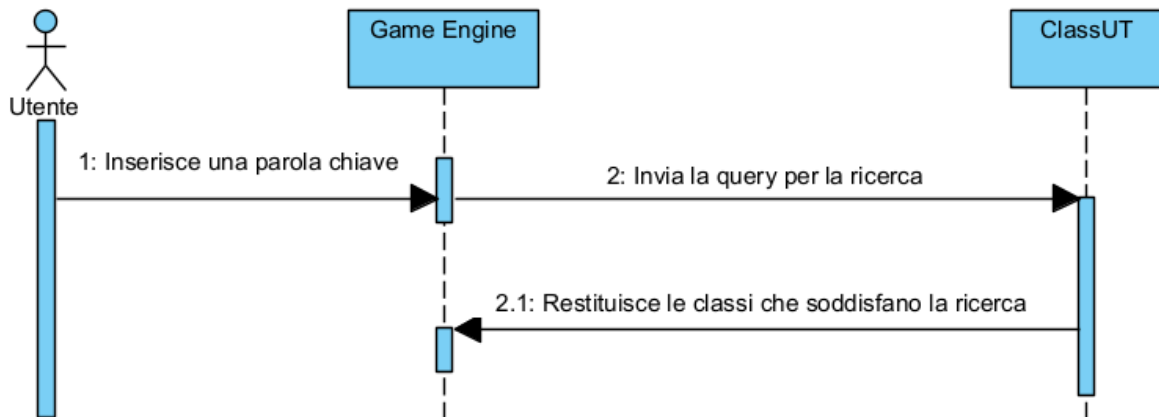 Game Engine
ClassUT
Utente
1: Inserisce una parola chiave
2: Invia la query per la ricerca
2.1: Restituisce le classi che soddisfano la ricerca